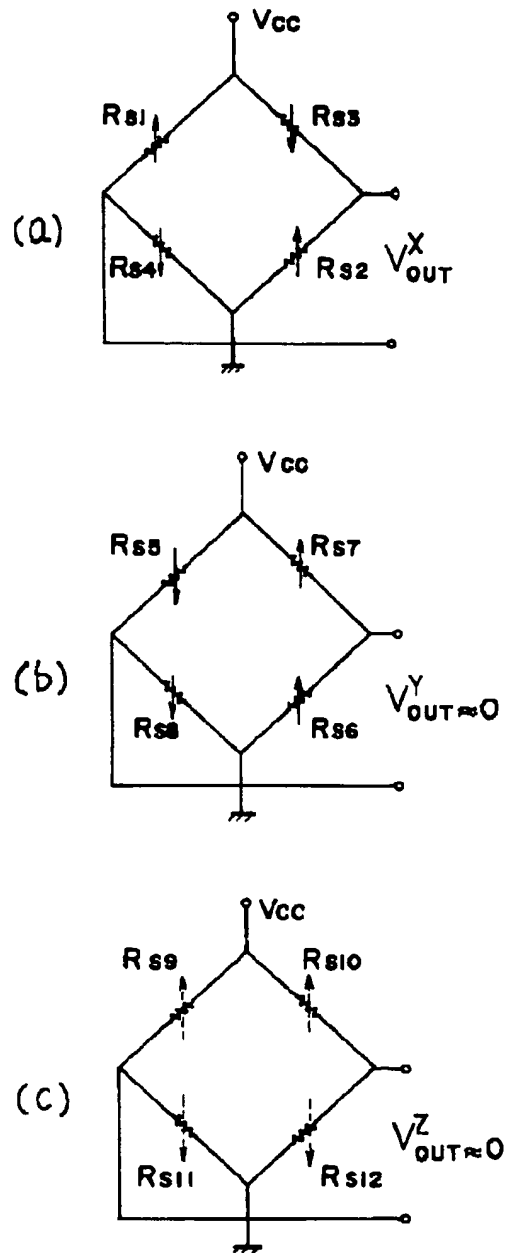 Vcc
Rs1 Rs3
(a)
Rs4 Rs2 V^X_OUT
Vcc
Rs5 Rs7
(b)
Rs8 Rs6 V^Y_OUT≈0
Vcc
Rs9 Rs10
(c)
Rs11 Rs12 V^Z_OUT≈0